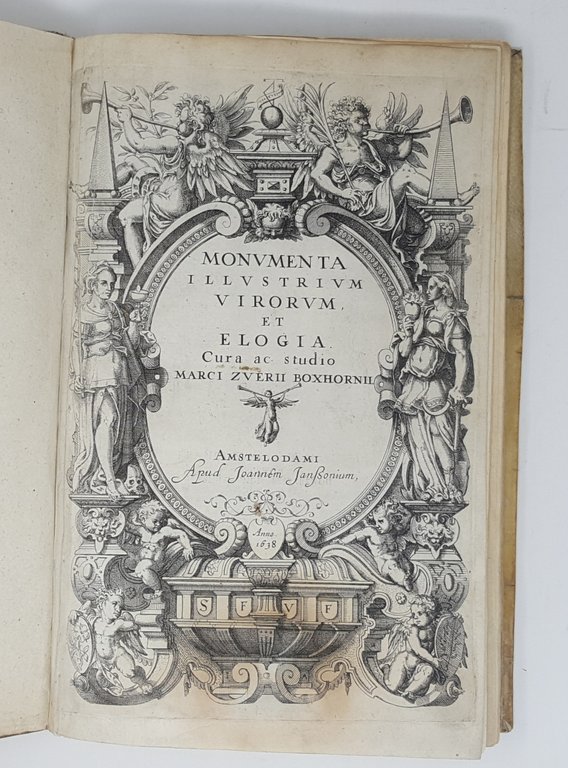 MONVMENTA
ILLVSTRIVM
VIRORVM,
ET
ELOGIA.
Cura ac studio
MARCI ZVERII BOXHORNII.
AMSTELODAMI
Apud Joannem Janssonium,
Anno
1638
S F V F